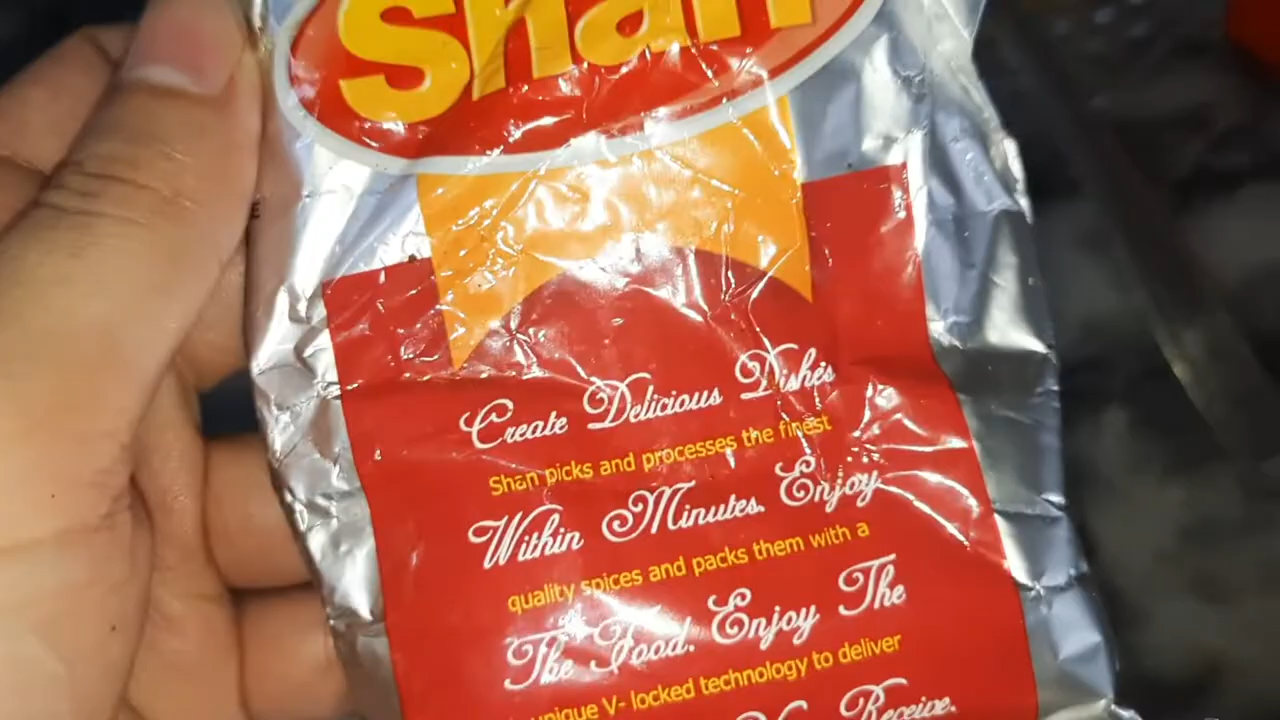 Shan
Create Delicious Dishes
Shan picks and processes the finest
Within Minutes. Enjoy
quality spices and packs them with a
The Food. Enjoy The
unique V- locked technology to deliver
You Receive.